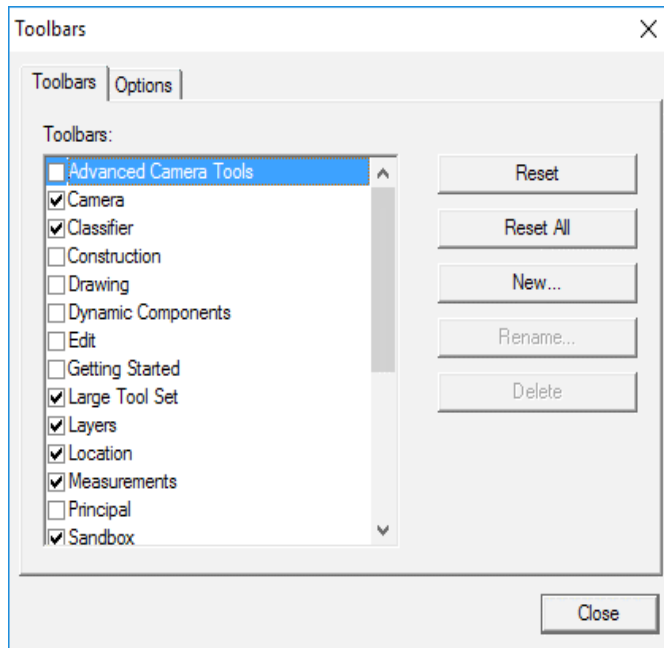 Toolbars
Toolbars
Options
Toolbars:
Advanced Camera Tools
Camera
Classifier
Construction
Drawing
Dynamic Components
Edit
Getting Started
Large Tool Set
Layers
Location
Measurements
Principal
Sandbox
Reset
Reset All
New...
Rename...
Delete
Close